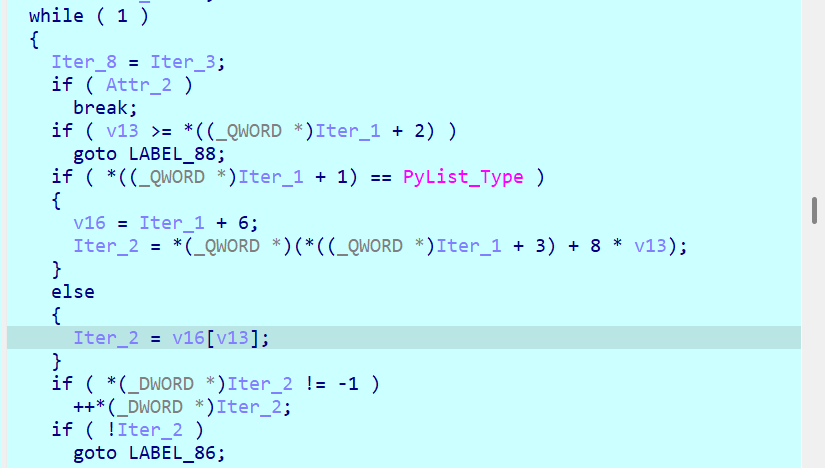 while ( 1 )
{
Iter_8 = Iter_3;
if ( Attr_2 )
break;
if ( v13 >= *((_QWORD *)Iter_1 + 2) )
goto LABEL_88;
if ( *((_QWORD *)Iter_1 + 1) == PyList_Type )
{
v16 = Iter_1 + 6;
Iter_2 = *(_QWORD *)(*((_QWORD *)Iter_1 + 3) + 8 * v13);
}
else
{
Iter_2 = v16[v13];
}
if ( *(_DWORD *)Iter_2 != -1 )
++*(_DWORD *)Iter_2;
if ( !Iter_2 )
goto LABEL_86;